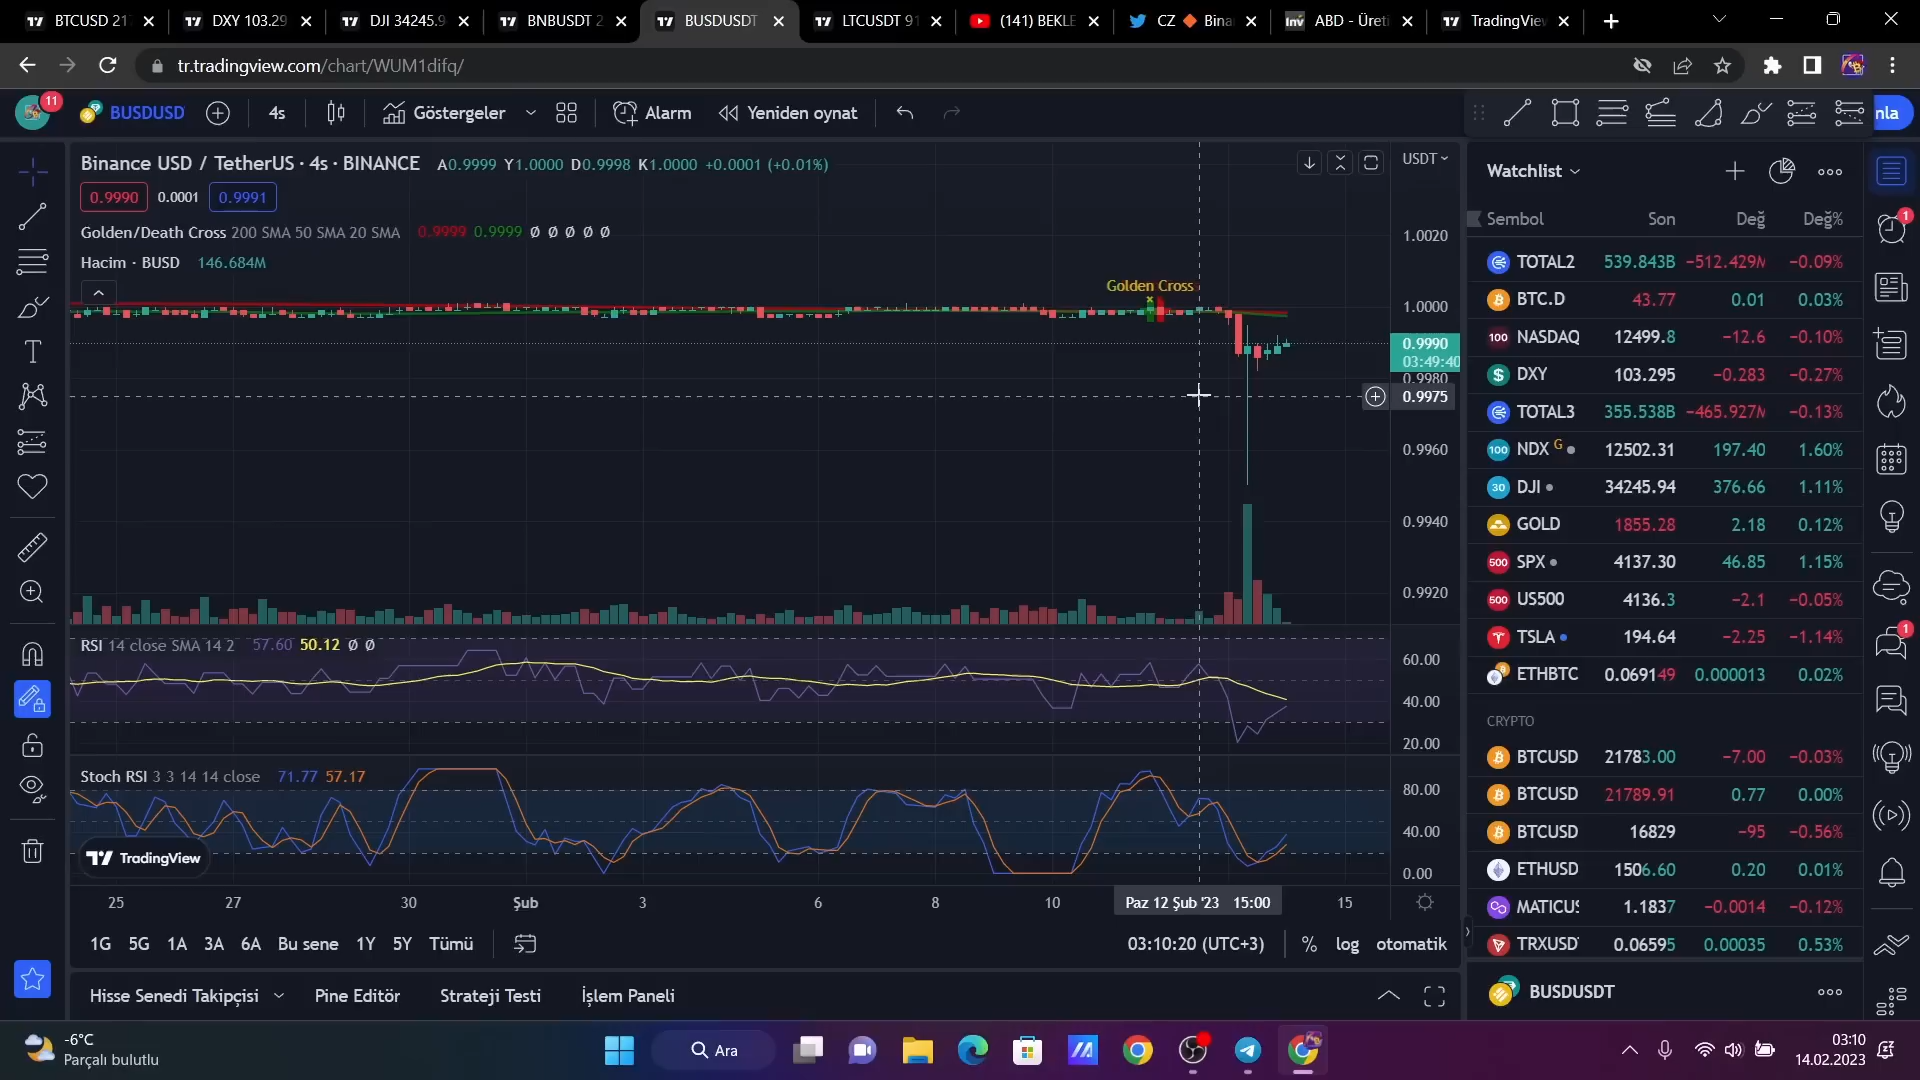 BTCUSD 21
DXY 103.29
DJI 34245.9
BNBUSDT 2
BUSDUSDT
LTCUSDT 91
(141) BEKLE
CZ 🔶 Bina
ABD - Üreti
TradingView
tr.tradingview.com/chart/WUM1difq/
11
BUSDUSD
4s
Göstergeler
Alarm
Yeniden oynat
nla
Binance USD / TetherUS · 4s · BINANCE A0.9999 Y1.0000 D0.9998 K1.0000 +0.0001 (+0.01%)
0.9990 0.0001 0.9991
Golden/Death Cross 200 SMA 50 SMA 20 SMA 0.9999 0.9999 Ø Ø Ø Ø Ø
Hacim · BUSD 146.684M
Golden Cross
USDT
1.0020
1.0000
0.9990
03:49:40
0.9980
0.9975
0.9960
0.9940
0.9920
RSI 14 close SMA 14 2 57.60 50.12 Ø Ø
60.00
40.00
20.00
Stoch RSI 3 3 14 14 close 71.77 57.17
80.00
40.00
0.00
TradingView
25 27 30 Şub 3 6 8 10 Paz 12 Şub '23 15:00 15
1G 5G 1A 3A 6A Bu sene 1Y 5Y Tümü
03:10:20 (UTC+3) % log otomatik
Hisse Senedi Takipçisi Pine Editör Strateji Testi İşlem Paneli
Watchlist
Sembol Son Değ Değ%
TOTAL2 539.843B −512.429M −0.09%
BTC.D 43.77 0.01 0.03%
100 NASDAQ 12499.8 −12.6 −0.10%
DXY 103.295 −0.283 −0.27%
TOTAL3 355.538B −465.927M −0.13%
100 NDX G 12502.31 197.40 1.60%
30 DJI 34245.94 376.66 1.11%
GOLD 1855.28 2.18 0.12%
500 SPX 4137.30 46.85 1.15%
500 US500 4136.3 −2.1 −0.05%
TSLA 194.64 −2.25 −1.14%
ETHBTC 0.069149 0.000013 0.02%
CRYPTO
BTCUSD 21783.00 −7.00 −0.03%
BTCUSD 21789.91 0.77 0.00%
BTCUSD 16829 −95 −0.56%
ETHUSD 1506.60 0.20 0.01%
MATICUS 1.1837 −0.0014 −0.12%
TRXUSD 0.06595 0.00035 0.53%
BUSDUSDT
1
1
-6°C
Parçalı bulutlu
Ara
03:10
14.02.2023